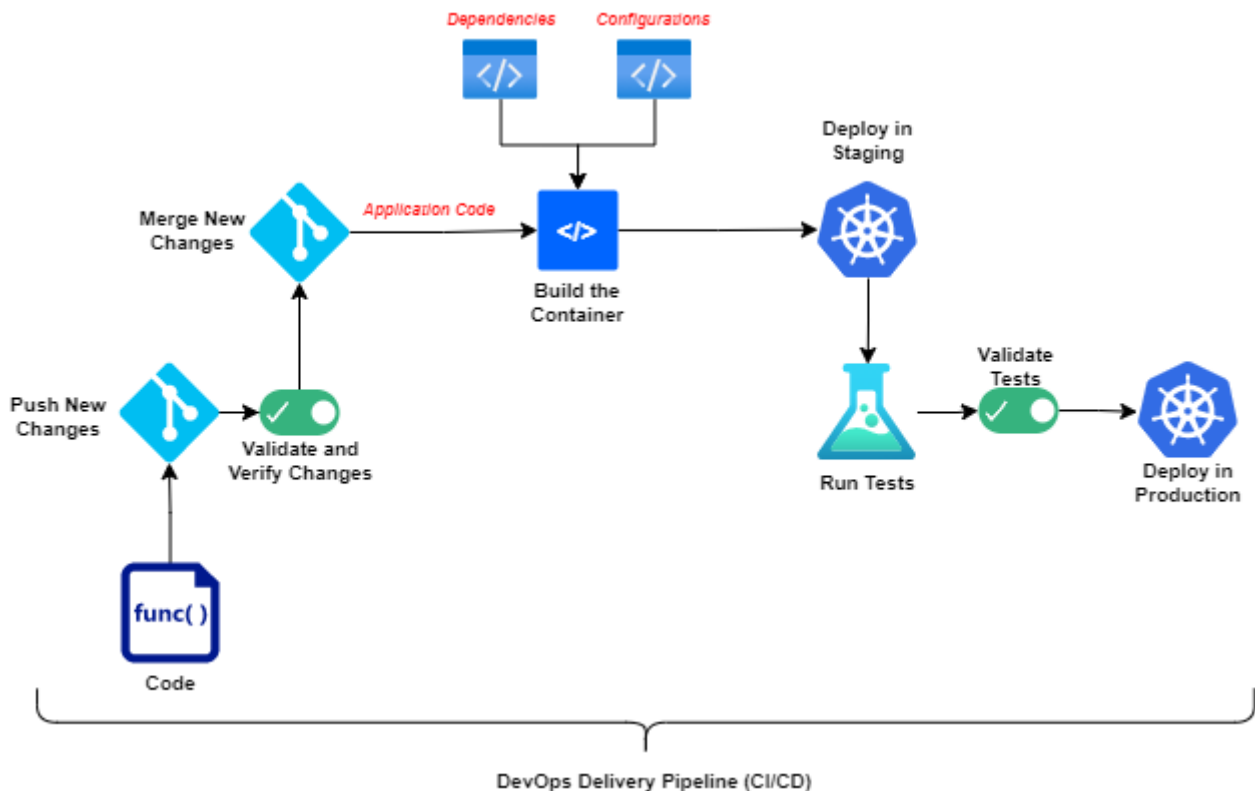 Dependencies
Configurations
</>
</>
Deploy in
Staging
Merge New
Changes
Application Code
</>
Build the
Container
Validate
Tests
Push New
Changes
Validate and
Verify Changes
Run Tests
Deploy in
Production
func( )
Code
DevOps Delivery Pipeline (CI/CD)